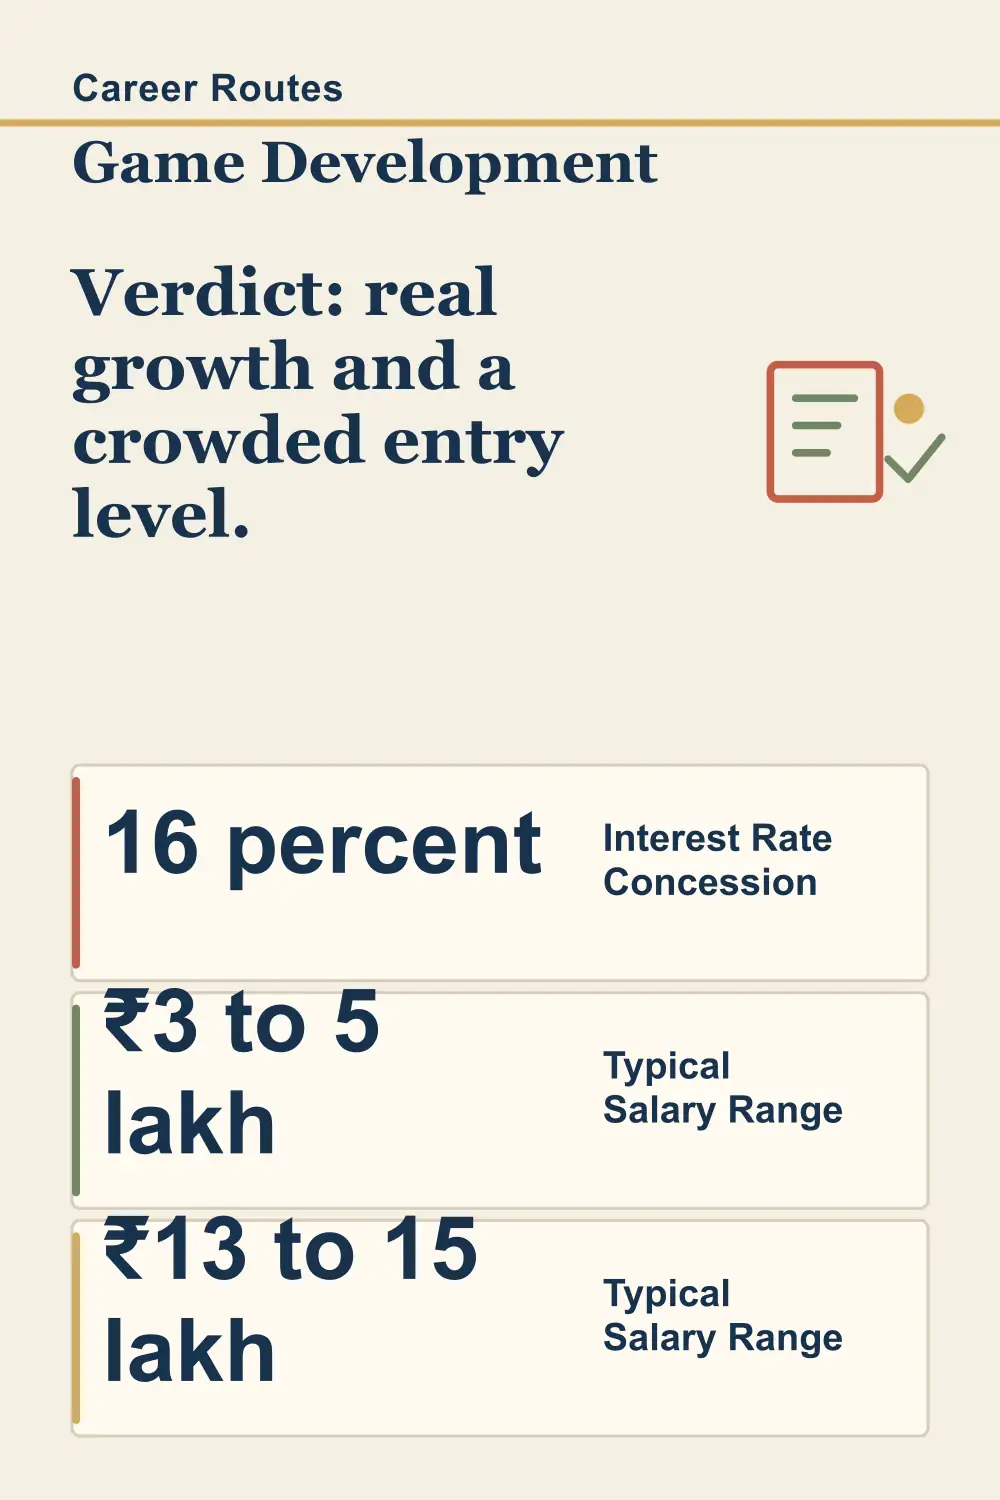 Career Routes
Game Development
Verdict: real
growth and a
crowded entry
level.
16 percent
Interest Rate
Concession
₹3 to 5
lakh
Typical
Salary Range
₹13 to 15
lakh
Typical
Salary Range